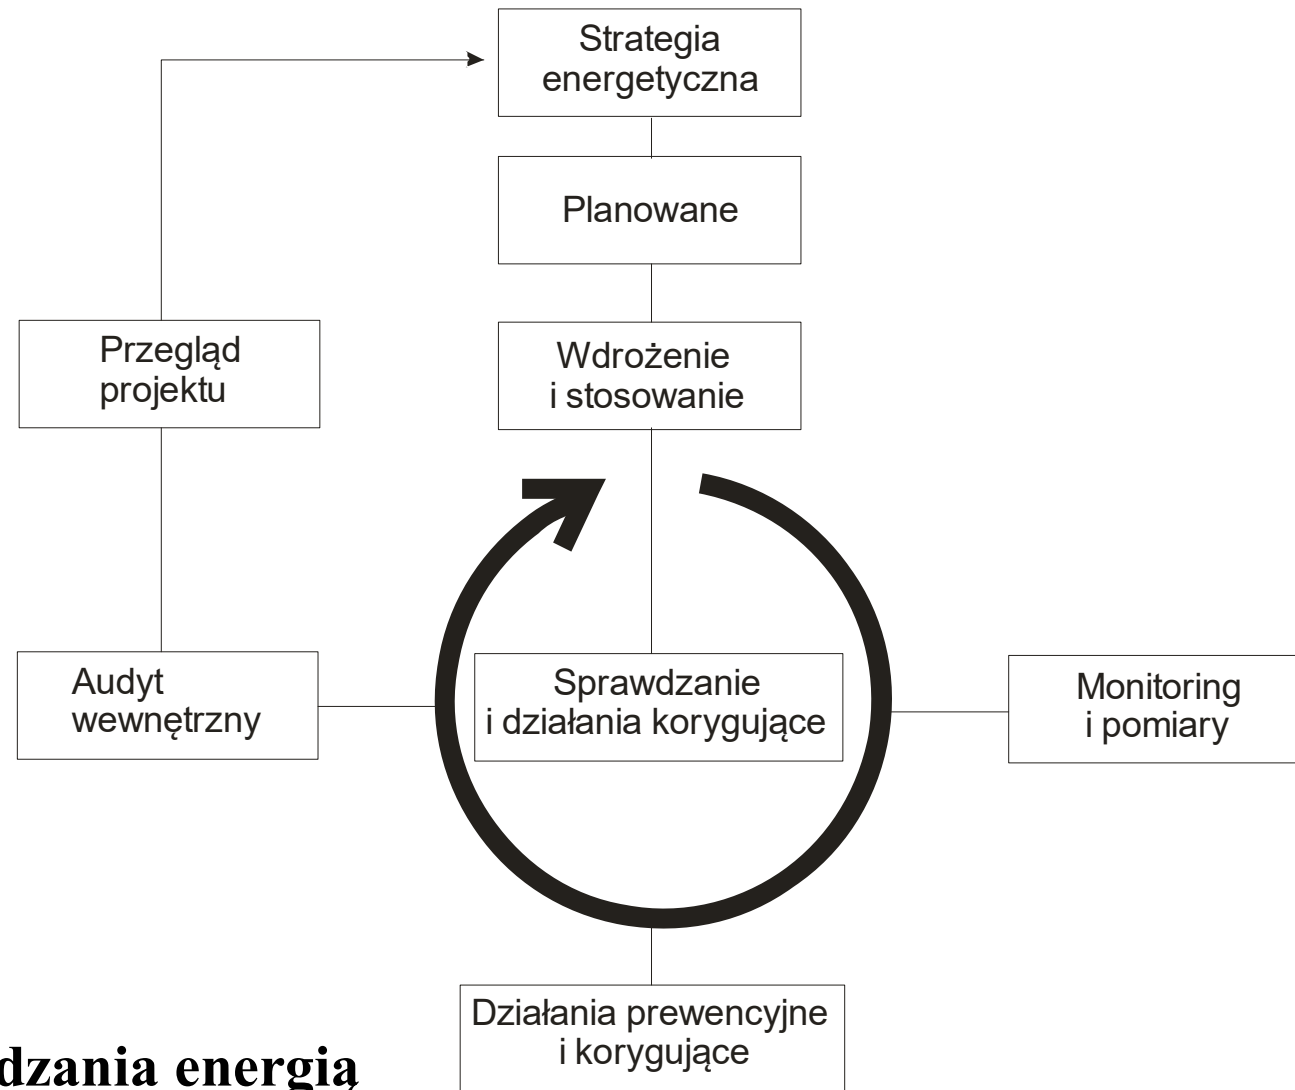 Strategia
energetyczna
Planowane
Wdrożenie
i stosowanie
Przegląd
projektu
Audyt
wewnętrzny
Sprawdzanie
i działania korygujące
Monitoring
i pomiary
Działania prewencyjne
i korygujące
dzania energią